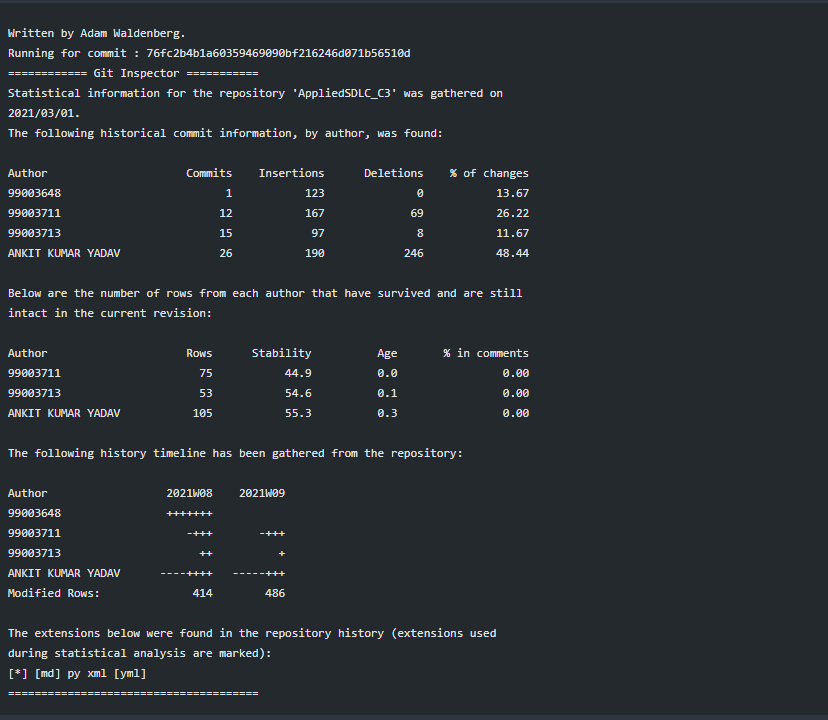 Written by Adam Waldenberg.
Running for commit : 76fc2b4b1a60359469090bf216246d071b56510d
============ Git Inspector ===========
Statistical information for the repository 'AppliedSDLC_C3' was gathered on
2021/03/01.
The following historical commit information, by author, was found:
Author Commits Insertions Deletions % of changes
99003648 1 123 0 13.67
99003711 12 167 69 26.22
99003713 15 97 8 11.67
ANKIT KUMAR YADAV 26 190 246 48.44
Below are the number of rows from each author that have survived and are still
intact in the current revision:
Author Rows Stability Age % in comments
99003711 75 44.9 0.0 0.00
99003713 53 54.6 0.1 0.00
ANKIT KUMAR YADAV 105 55.3 0.3 0.00
The following history timeline has been gathered from the repository:
Author 2021W08 2021W09
99003648 +++++++
99003711 -+++ -+++
99003713 ++ +
ANKIT KUMAR YADAV ----++++ -----+++
Modified Rows: 414 486
The extensions below were found in the repository history (extensions used
during statistical analysis are marked):
[*] [md] py xml [yml]
======================================